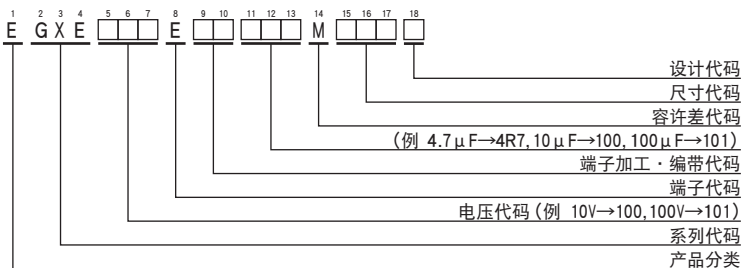 1 2 3 4 5 6 7 8 9 10 11 12 13 14 15 16 17 18
E GXE□□□E□□□□□M□□□□
设计代码
尺寸代码
容许差代码
(例 4.7μF→4R7,10μF→100,100μF→101)
端子加工・编带代码
端子代码
电压代码(例 10V→100,100V→101)
系列代码
产品分类